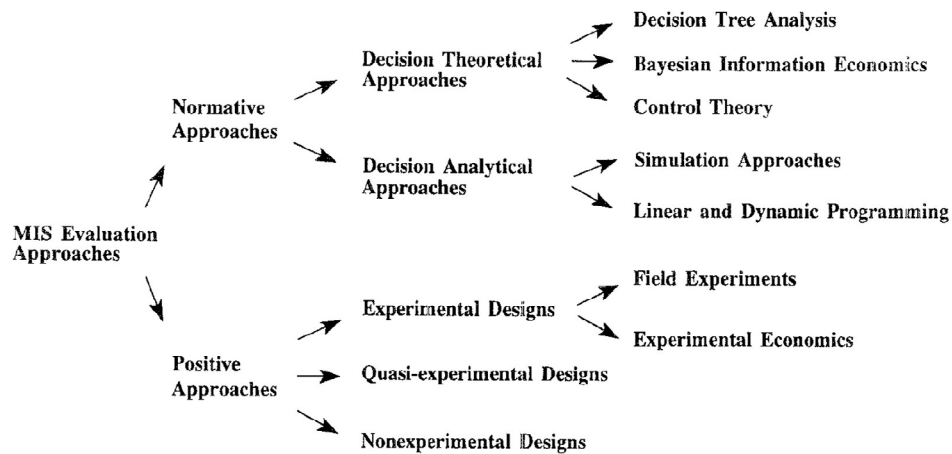 Decision Tree Analysis
Decision Theoretical
Approaches
Bayesian Information Economics
Normative
Approaches
Control Theory
Decision Analytical
Approaches
Simulation Approaches
Linear and Dynamic Programming
MIS Evaluation
Approaches
Field Experiments
Experimental Designs
Experimental Economics
Positive
Approaches
Quasi-experimental Designs
Nonexperimental Designs